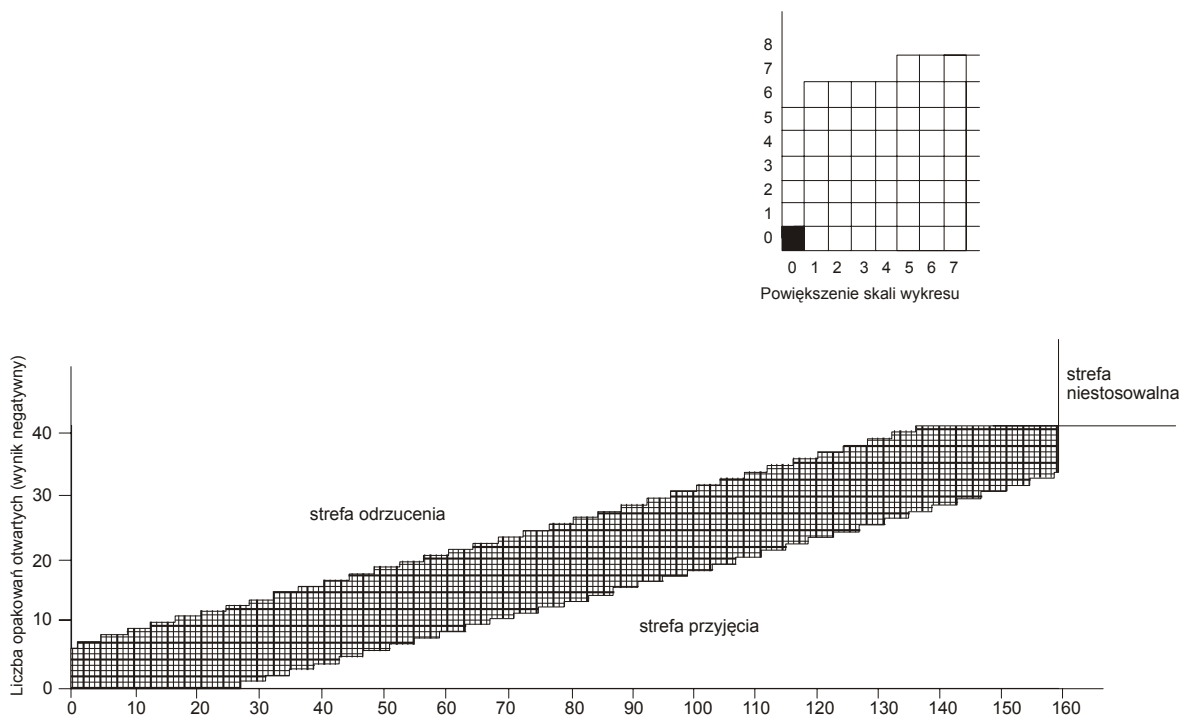 8
7
6
5
4
3
2
1
0
0 1 2 3 4 5 6 7
Powiększenie skali wykresu
Liczba opakowań otwartych (wynik negatywny)
strefa
niestosowalna
40
30
20
10
0
strefa odrzucenia
strefa przyjęcia
0 10 20 30 40 50 60 70 80 90 100 110 120 130 140 150 160